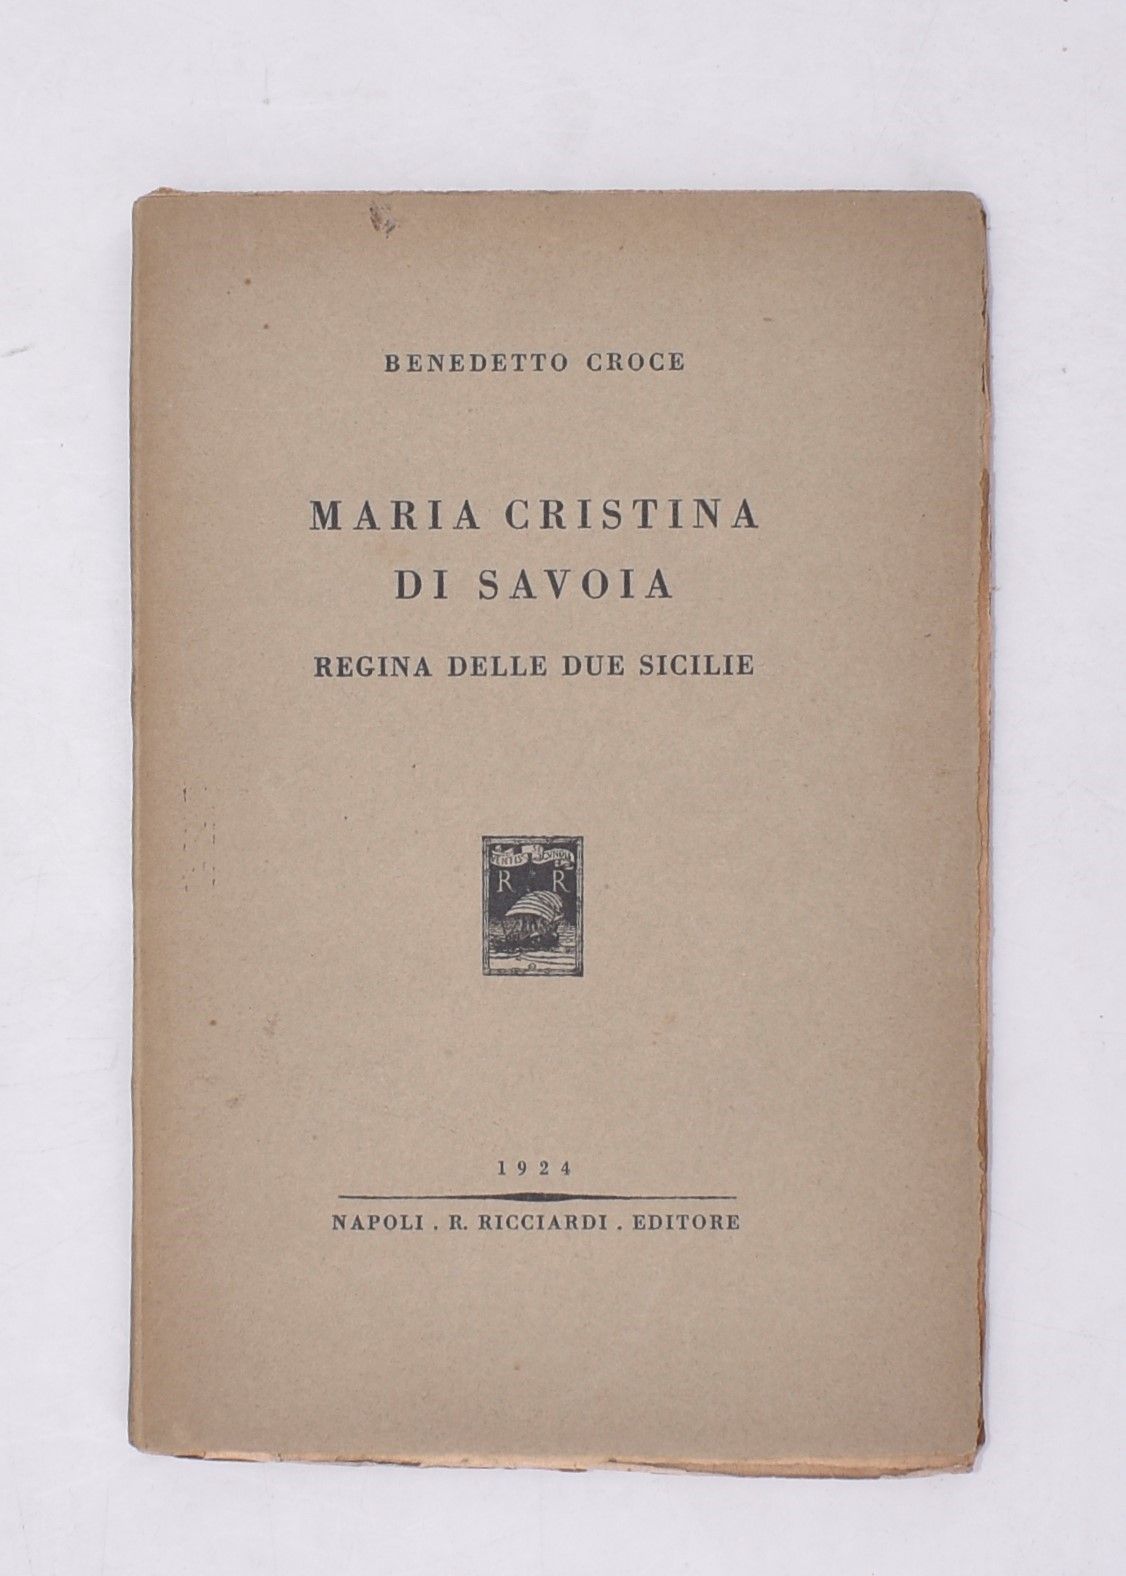 BENEDETTO CROCE
MARIA CRISTINA
DI SAVOIA
REGINA DELLE DUE SICILIE
R R
1924
NAPOLI . R. RICCIARDI . EDITORE